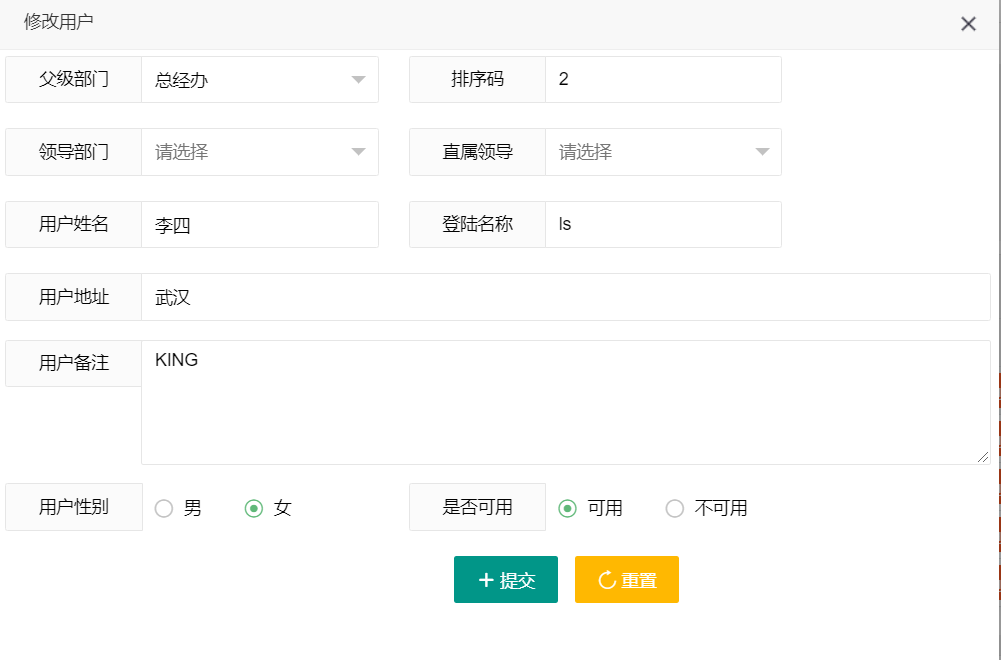 修改用户
父级部门 总经办 排序码 2
领导部门 请选择 直属领导 请选择
用户姓名 李四 登陆名称 ls
用户地址 武汉
用户备注 KING
用户性别 男 女 是否可用 可用 不可用
提交 重置